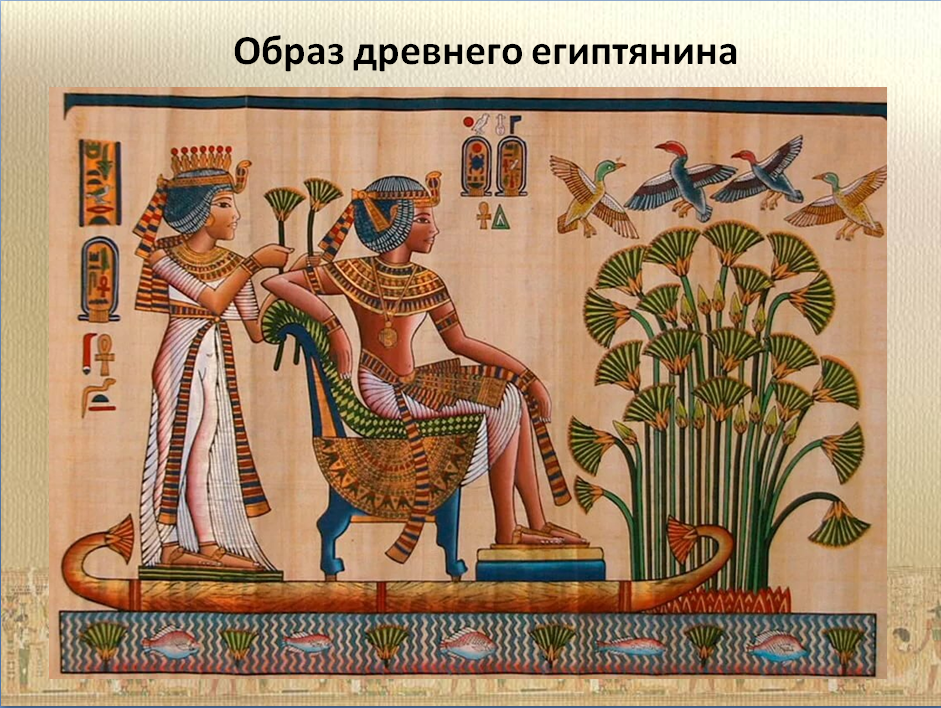 Образ древнего египтянина